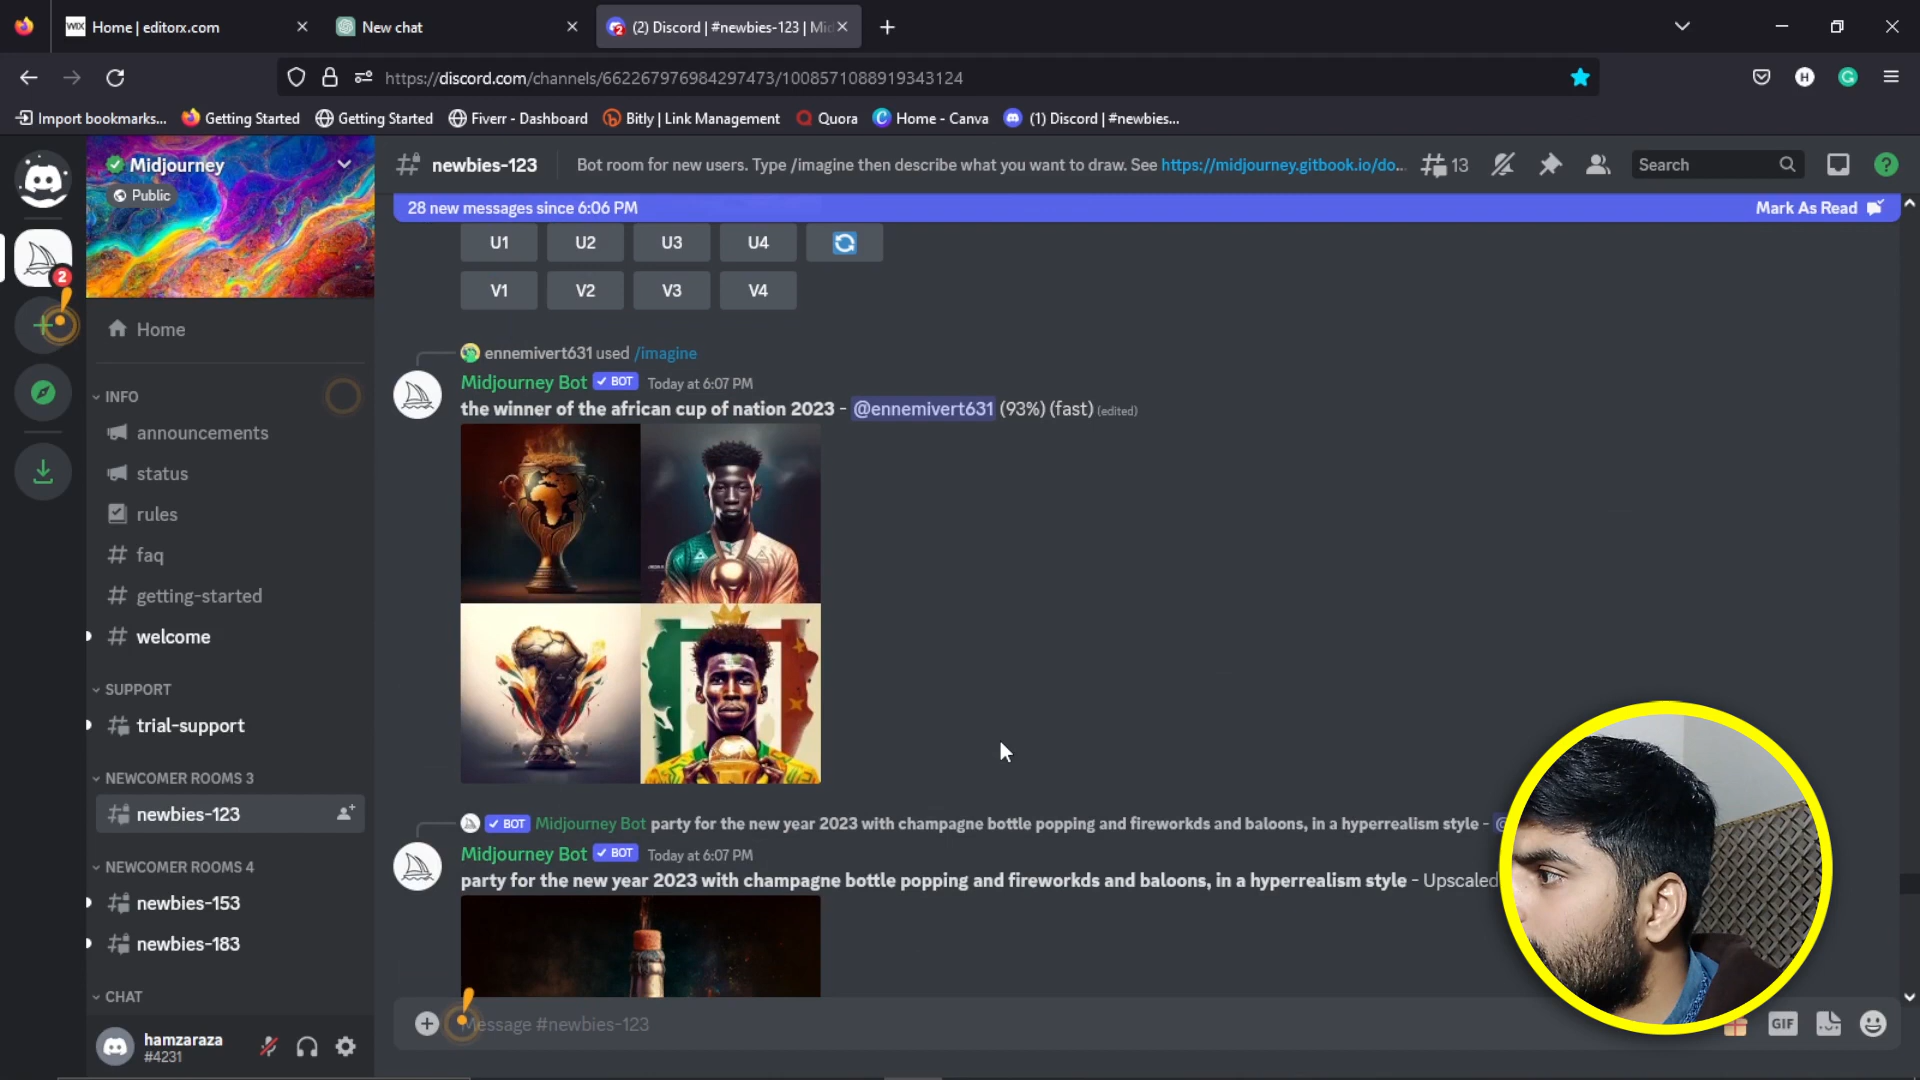 WIX Home | editorx.com
New chat
(2) Discord | #newbies-123 | Mid
https://discord.com/channels/662267976984297473/1008571088919343124
H
Import bookmarks... Getting Started Getting Started Fiverr - Dashboard Bitly | Link Management Quora Home - Canva (1) Discord | #newbies...
Midjourney
Public
newbies-123 Bot room for new users. Type /imagine then describe what you want to draw. See https://midjourney.gitbook.io/do... 13 Search
28 new messages since 6:06 PM Mark As Read
2
Home
INFO
announcements
status
rules
faq
getting-started
welcome
SUPPORT
trial-support
NEWCOMER ROOMS 3
newbies-123
NEWCOMER ROOMS 4
newbies-153
newbies-183
CHAT
hamzaraza
#4231
U1 U2 U3 U4
V1 V2 V3 V4
ennemivert631 used /imagine
Midjourney Bot BOT Today at 6:07 PM
the winner of the african cup of nation 2023 - @ennemivert631 (93%) (fast) (edited)
BOT Midjourney Bot party for the new year 2023 with champagne bottle popping and fireworkds and baloons, in a hyperrealism style - @
Midjourney Bot BOT Today at 6:07 PM
party for the new year 2023 with champagne bottle popping and fireworkds and baloons, in a hyperrealism style - Upscaled
Message #newbies-123
GIF